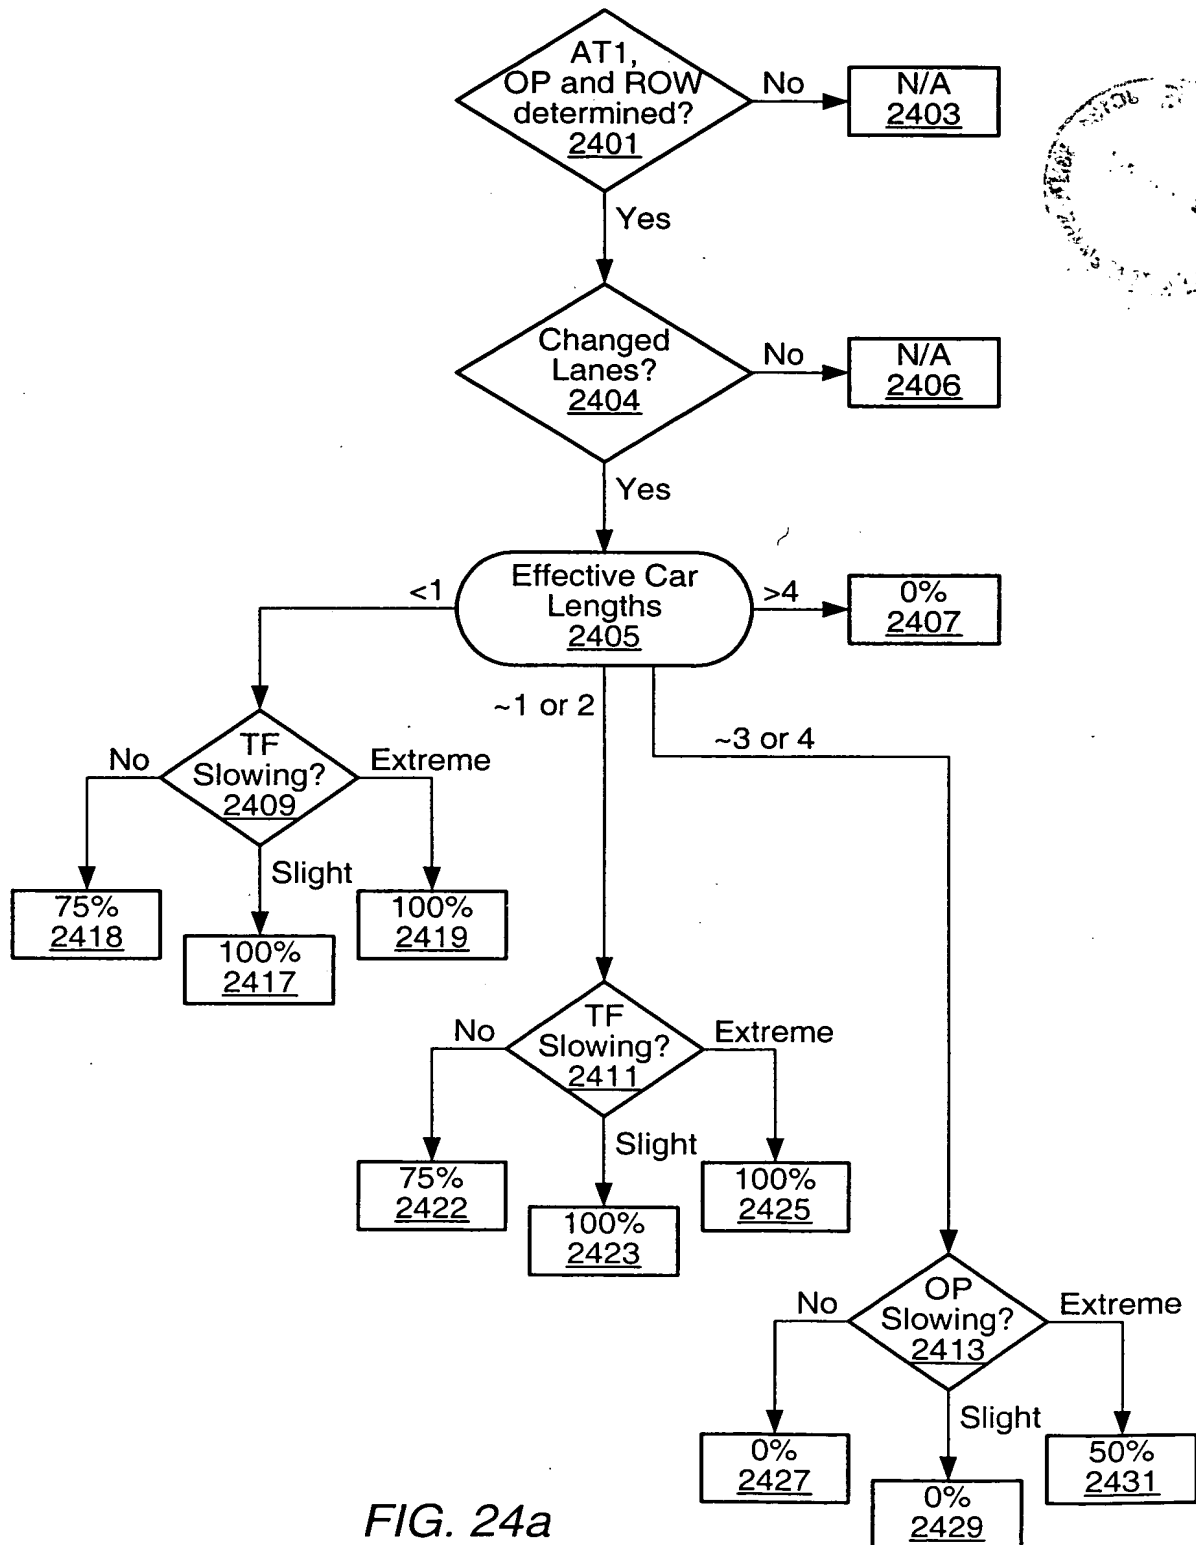 AT1,
OP and ROW
determined?
2401
No
N/A
2403
Yes
Changed
Lanes?
2404
No
N/A
2406
Yes
Effective Car
Lengths
2405
<1
>4
0%
2407
~1 or 2
~3 or 4
TF
Slowing?
2409
No
Extreme
Slight
75%
2418
100%
2417
100%
2419
TF
Slowing?
2411
No
Extreme
Slight
75%
2422
100%
2423
100%
2425
OP
Slowing?
2413
No
Extreme
Slight
0%
2427
0%
2429
50%
2431
FIG. 24a